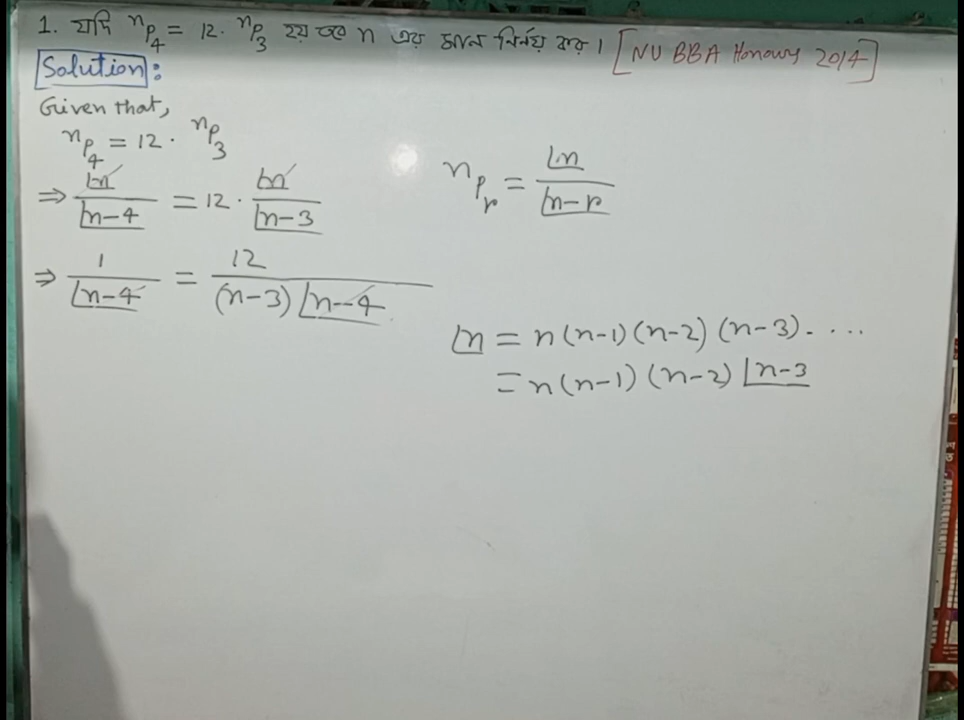 1. যদি ⁿP₄ = 12. ⁿP₃ হয় তবে n এর মান নির্নয় কর। [NU BBA Honours 2014]
Solution:
Given that,
ⁿP₄ = 12 · ⁿP₃
⇒ |n / |n-4 = 12 · |n / |n-3
⇒ 1 / |n-4 = 12 / (n-3) |n-4
ⁿPᵣ = |n / |n-r
|n = n(n-1)(n-2)(n-3)- ...
= n(n-1)(n-2) |n-3